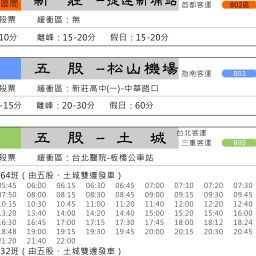 區間 新 莊 -捷運新埔站 首都客運 802區
段票 緩衝區：無
10分 離峰：15-20分 假日：15-20分
五 股 -松山機場 指南客運 803
段票 緩衝區：新莊高中(一)-中華路口
-15分 離峰：20-30分 假日：60分
五 股 - 土 城 台北客運
三重客運 805
段票 緩衝區：台北醫院-板橋公車站
64班（由五股、土城雙邊發車）
05:45 06:00 06:15 06:30 06:45 07:00 07:10 07:20 07:30
07:50 08:00 08:15 08:30 08:45 09:00 09:15 09:30 09:45
10:15 10:30 10:45 11:00 11:20 11:40 12:00 12:20 12:40
13:20 13:40 14:00 14:20 14:40 15:00 15:20 15:40 16:00
16:30 16:45 17:00 17:15 17:30 17:45 18:00 18:12 18:24
18:48 19:00 19:15 19:30 19:45 20:00 20:15 20:30 20:45
21:20 21:40 22:00
32班（由五股、土城雙邊發車）